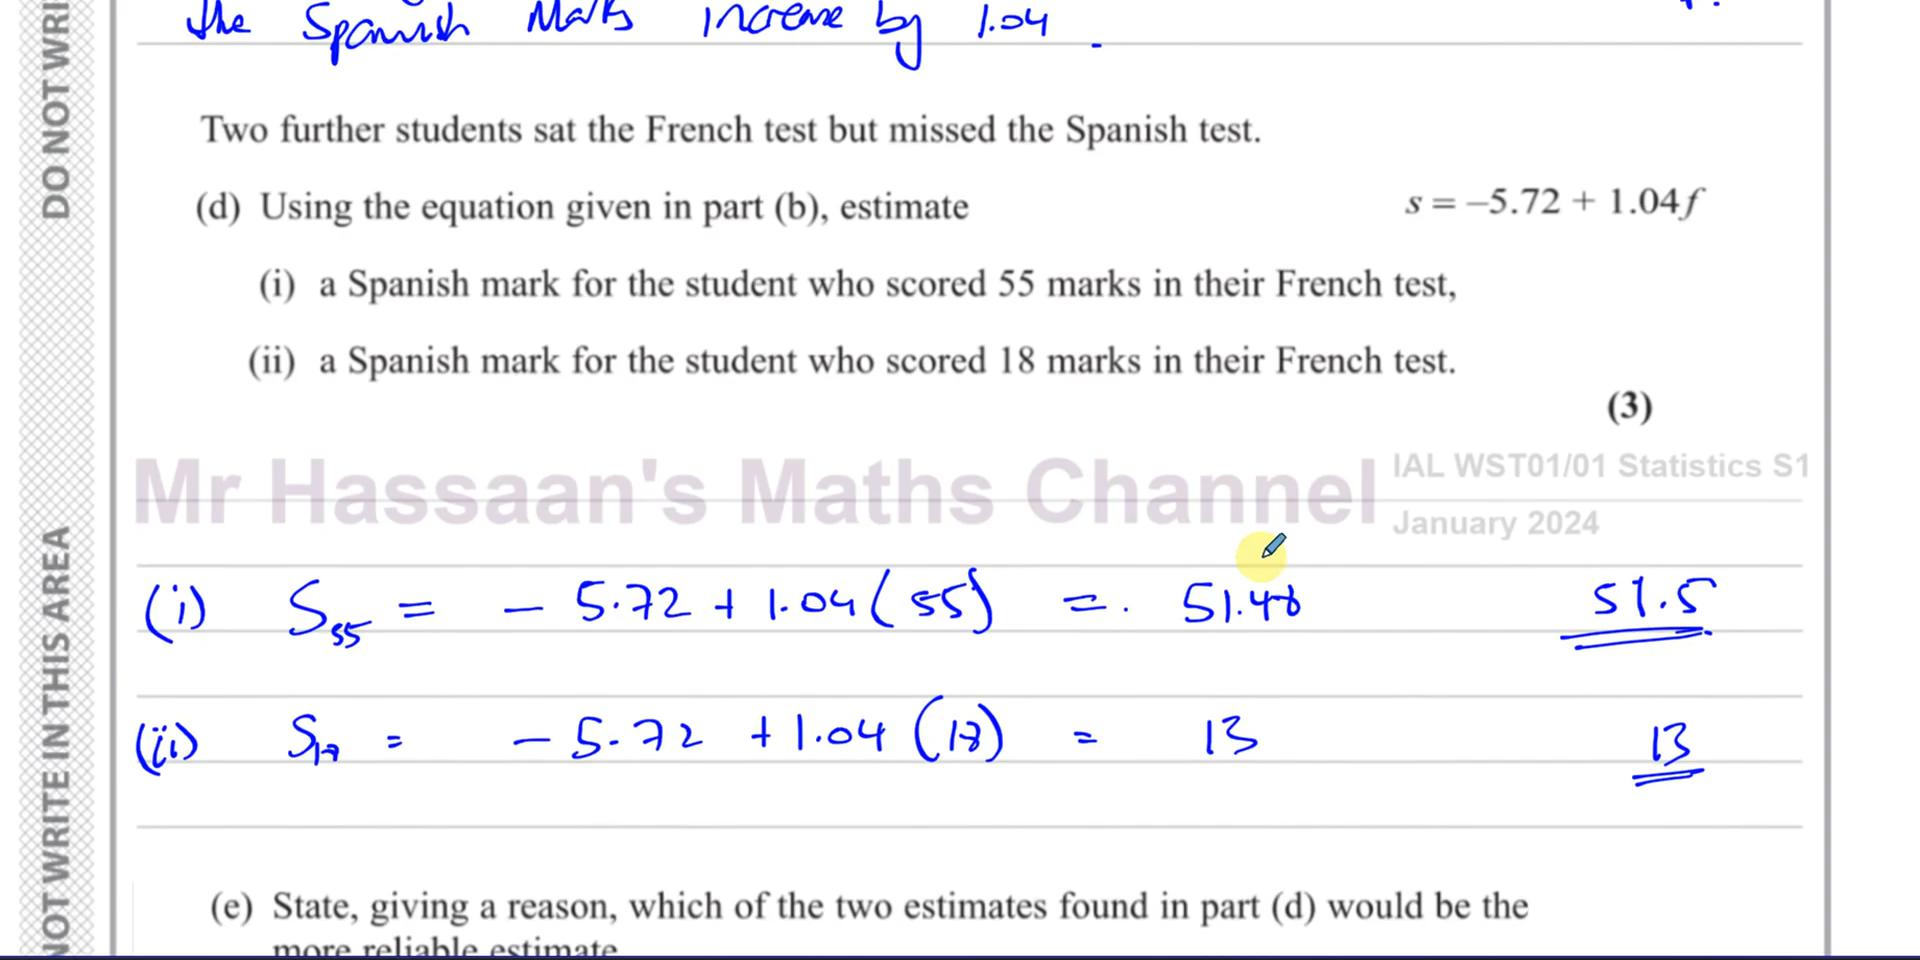 the Spanish Marks increase by 1.04 .
Two further students sat the French test but missed the Spanish test.
(d) Using the equation given in part (b), estimate s = −5.72 + 1.04f
(i) a Spanish mark for the student who scored 55 marks in their French test,
(ii) a Spanish mark for the student who scored 18 marks in their French test.
(3)
Mr Hassaan's Maths Channel
IAL WST01/01 Statistics S1
January 2024
(i) S55 = - 5.72 + 1.04 (55) = . 51.48 51.5
(ii) S18 = - 5.72 + 1.04 (18) = 13 13
(e) State, giving a reason, which of the two estimates found in part (d) would be the
more reliable estimate
DO NOT WRI
NOT WRITE IN THIS AREA